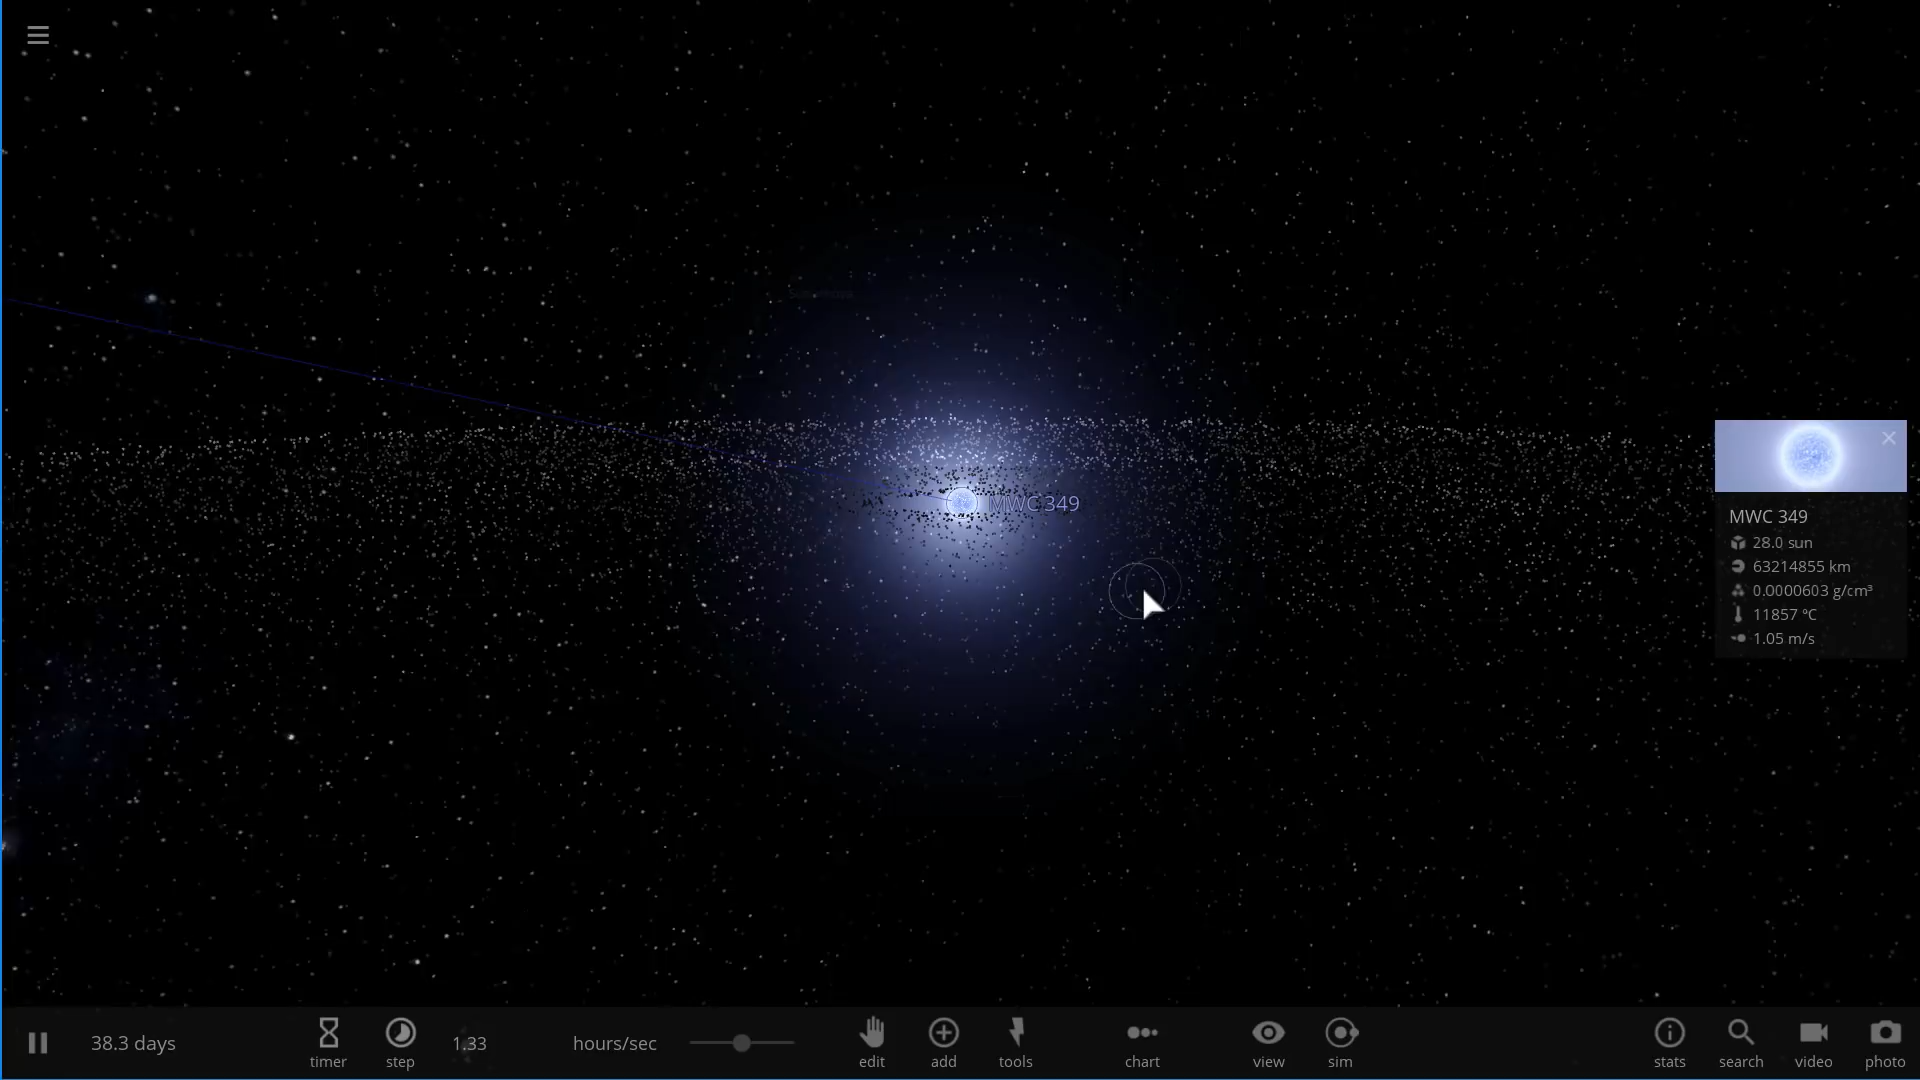 MWC 349
MWC 349
28.0 sun
63214855 km
0.0000603 g/cm³
11857 °C
1.05 m/s
38.3 days
timer
step
1.33
hours/sec
edit
add
tools
chart
view
sim
stats
search
video
photo